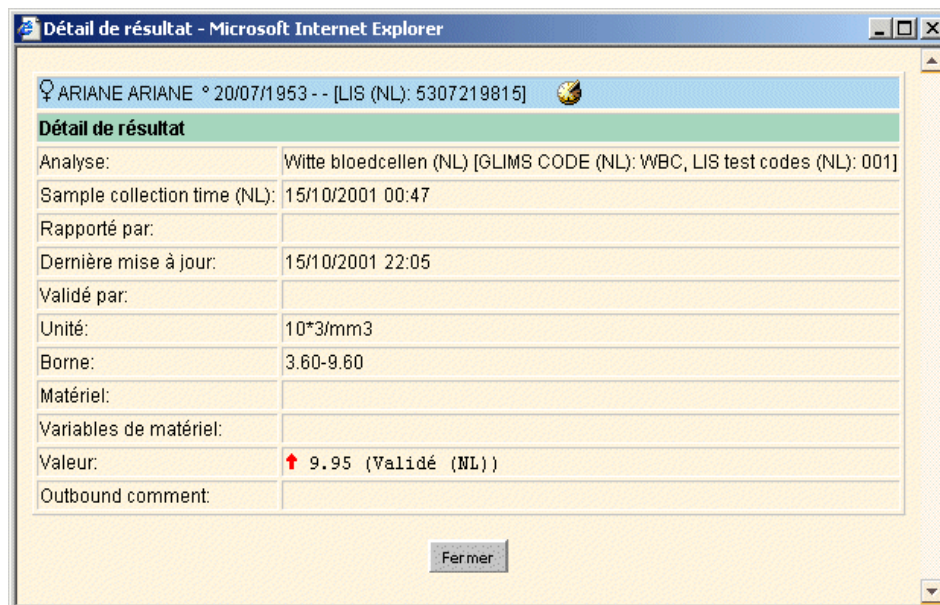 Détail de résultat - Microsoft Internet Explorer
♀ ARIANE ARIANE ° 20/07/1953 - - [LIS (NL): 5307219815]
Détail de résultat
Analyse: Witte bloedcellen (NL) [GLIMS CODE (NL): WBC, LIS test codes (NL): 001]
Sample collection time (NL): 15/10/2001 00:47
Rapporté par:
Dernière mise à jour: 15/10/2001 22:05
Validé par:
Unité: 10*3/mm3
Borne: 3.60-9.60
Matériel:
Variables de matériel:
Valeur: 9.95 (Validé (NL))
Outbound comment:
Fermer